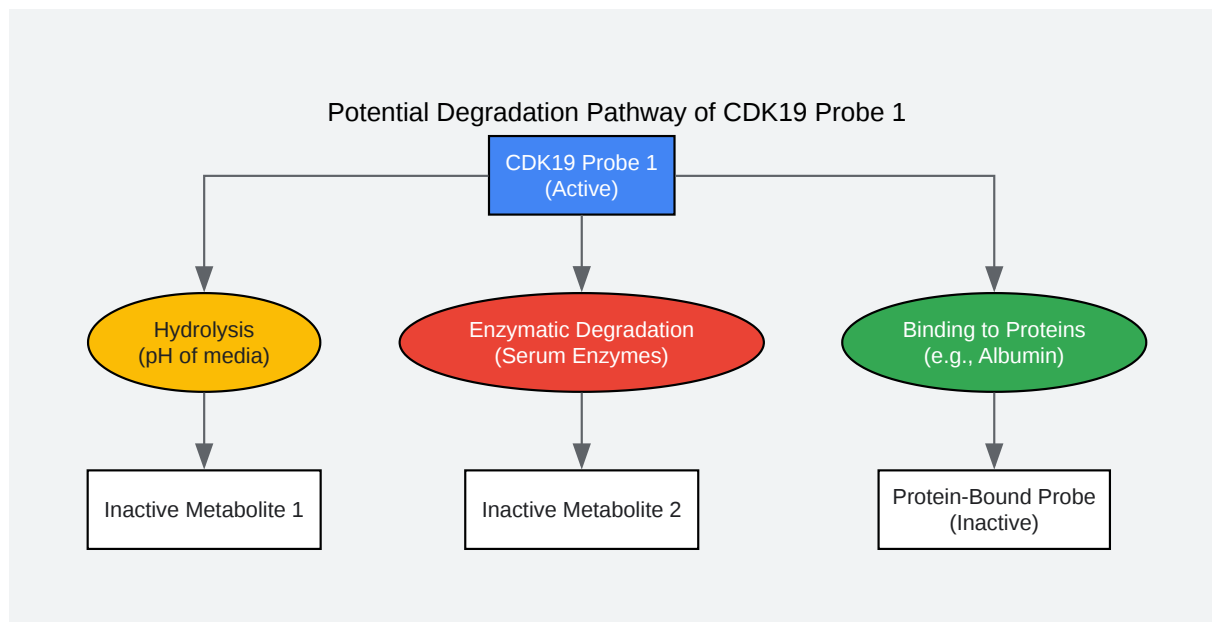 Potential Degradation Pathway of CDK19 Probe 1
CDK19 Probe 1
(Active)
Hydrolysis
(pH of media)
Enzymatic Degradation
(Serum Enzymes)
Binding to Proteins
(e.g., Albumin)
Inactive Metabolite 1
Inactive Metabolite 2
Protein-Bound Probe
(Inactive)